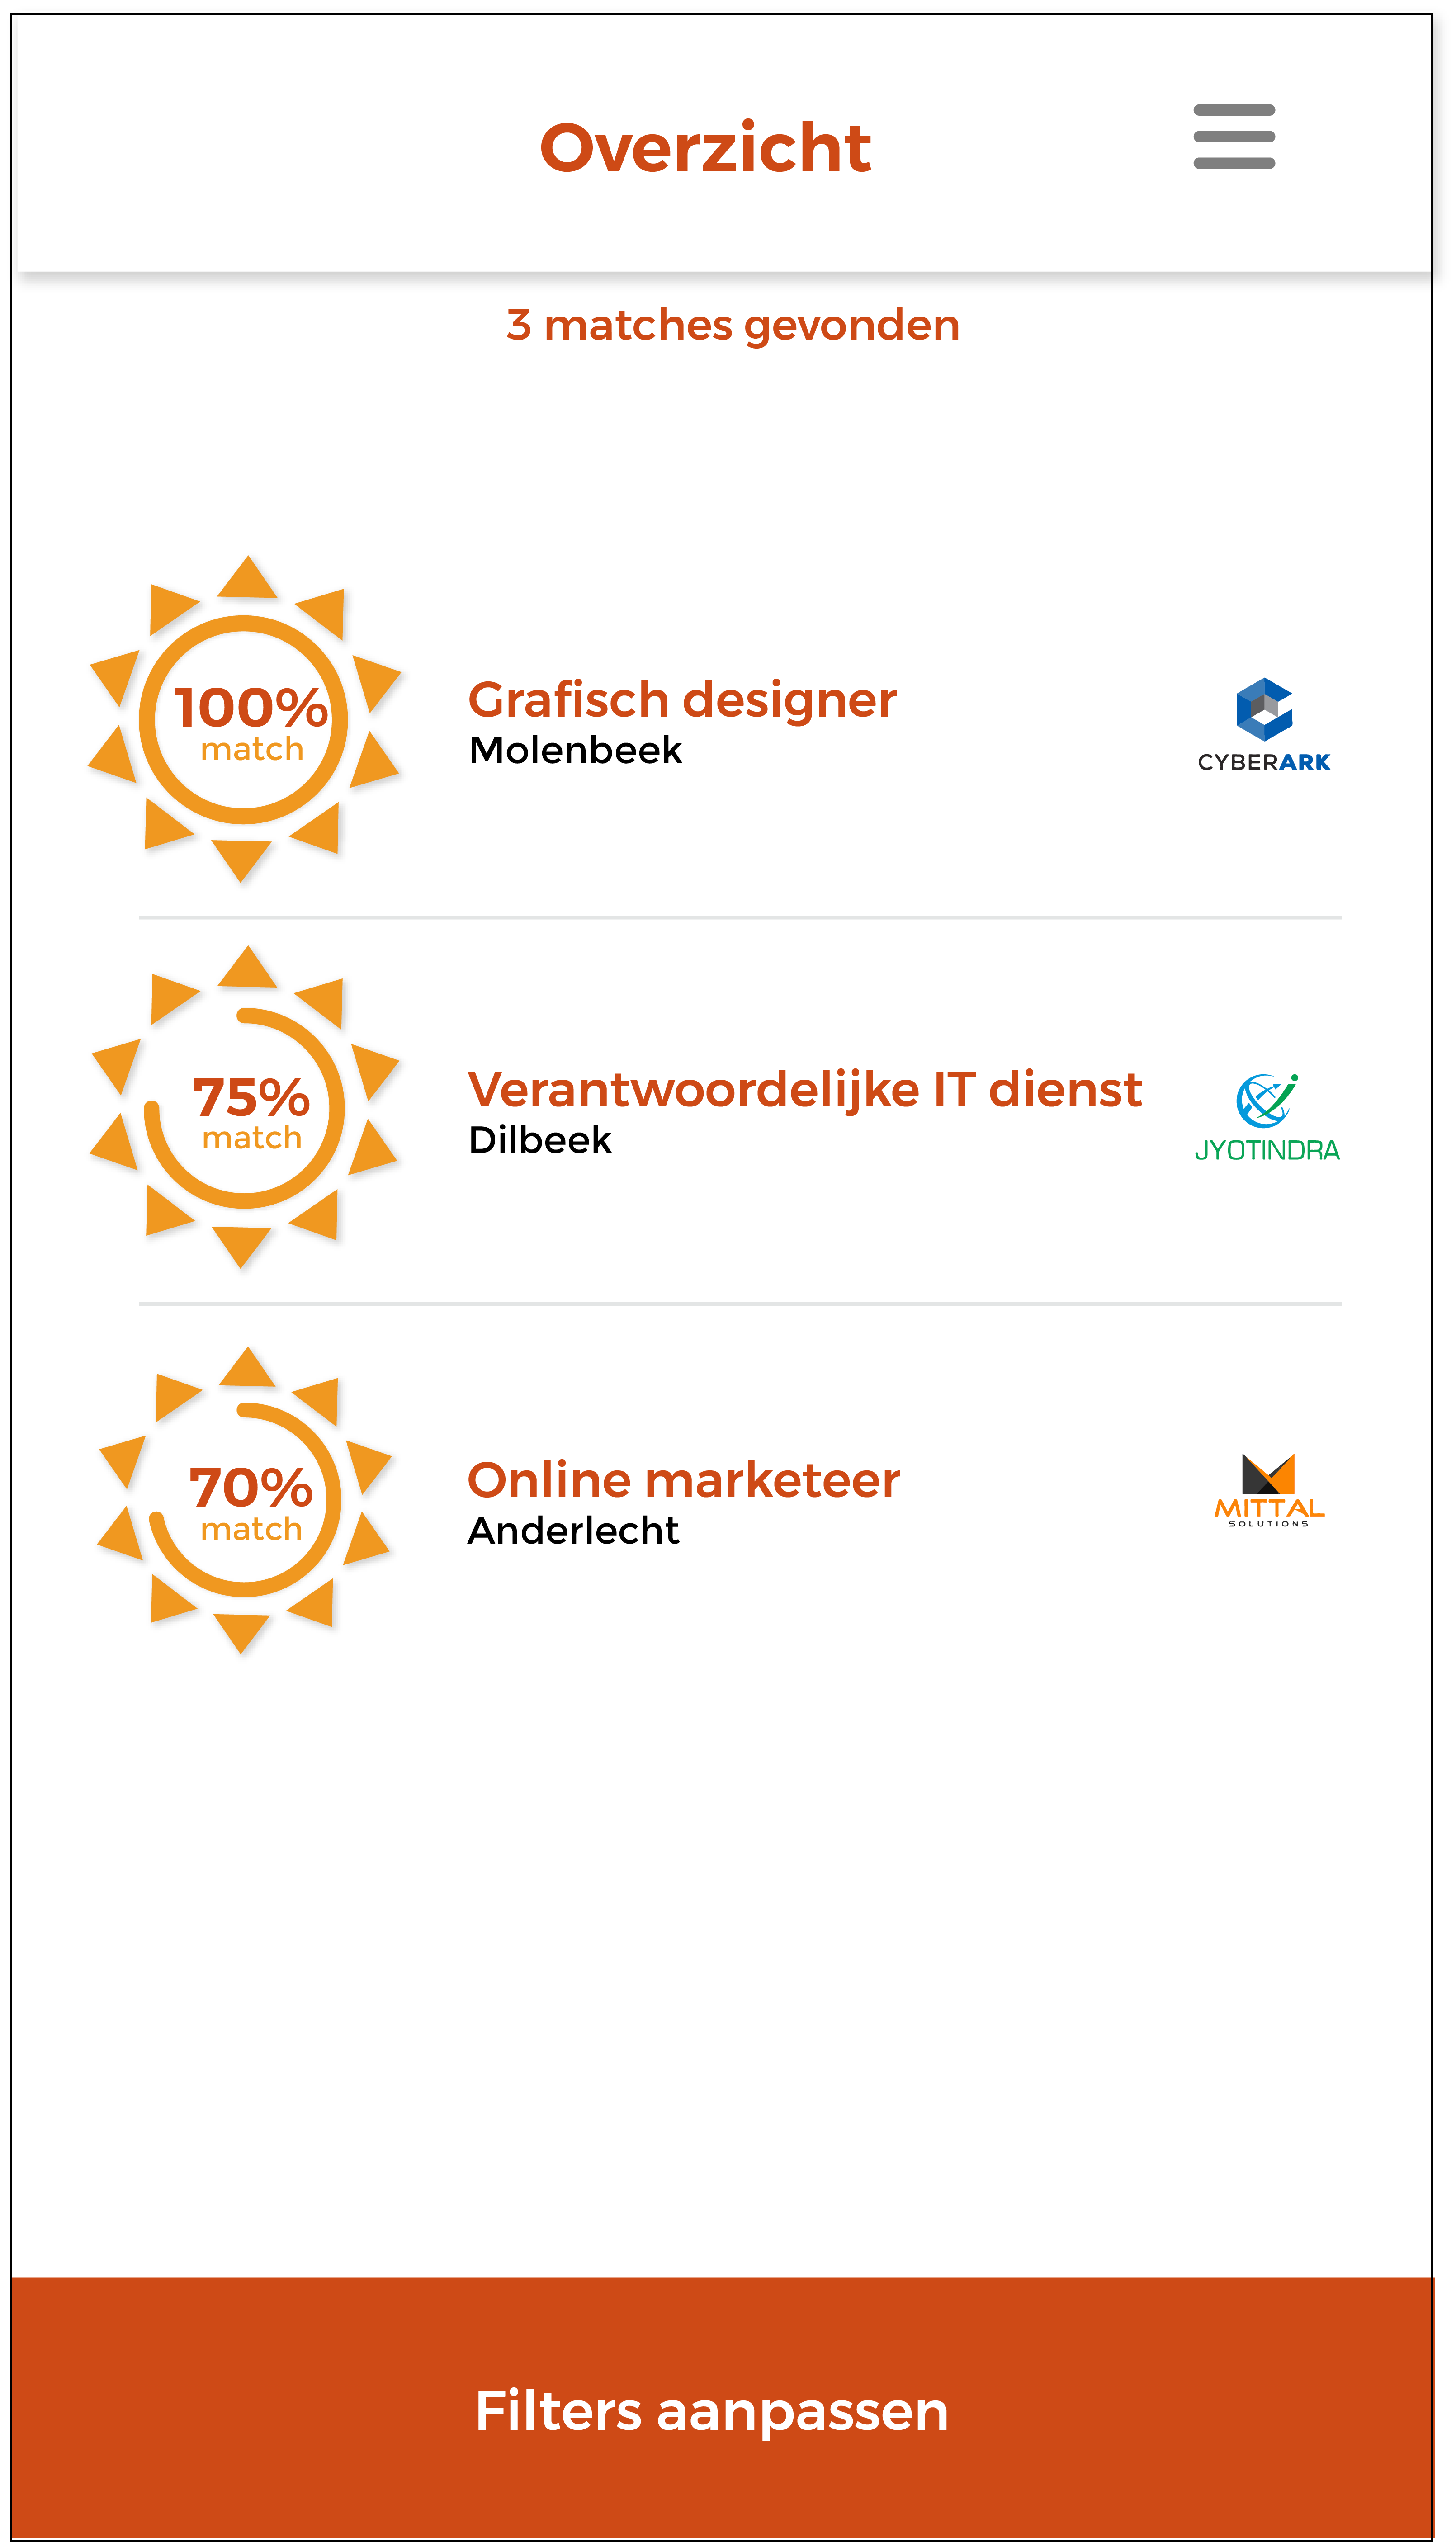 Overzicht
3 matches gevonden
100%
match
Grafisch designer
Molenbeek
CYBERARK
75%
match
Verantwoordelijke IT dienst
Dilbeek
JYOTINDRA
70%
match
Online marketeer
Anderlecht
MITTAL
SOLUTIONS
Filters aanpassen